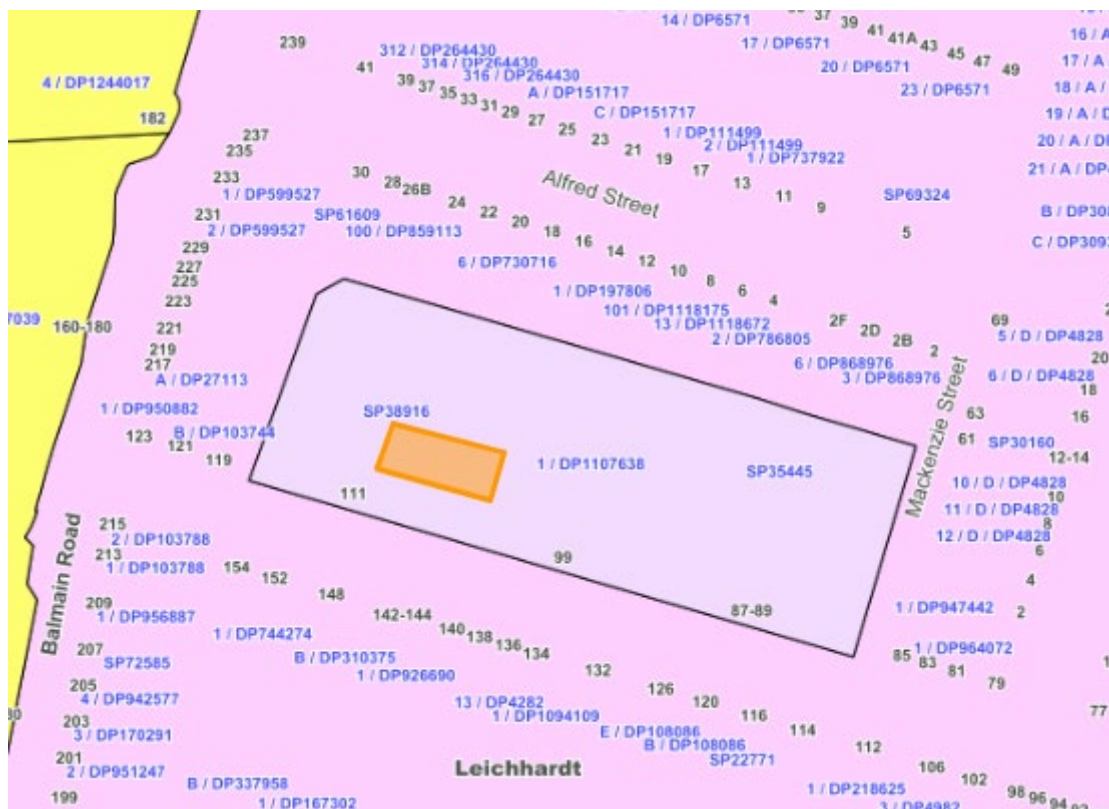 14 / DP6571
37
39
41
41A
43
45
47
49
17 / DP6571
20 / DP6571
23 / DP6571
16 / A
17 / A
18 / A /
19 / A / D
20 / A / DP
21 / A / DP4
B / DP308
C / DP3093
239
41
39
37
35
33
31
29
27
25
23
21
19
17
13
11
9
5
312 / DP264430
314 / DP264430
316 / DP264430
A / DP151717
C / DP151717
1 / DP111499
2 / DP111499
1 / DP737922
SP69324
4 / DP1244017
182
237
235
233
1 / DP599527
231
2 / DP599527
229
227
225
223
221
219
217
7039
160-180
SP61609
100 / DP859113
Alfred Street
30
28
26B
24
22
20
18
16
14
12
10
8
6
4
2F
2D
2B
2
6 / DP730716
1 / DP197806
101 / DP1118175
13 / DP1118672
2 / DP786805
6 / DP868976
3 / DP868976
69
5 / D / DP4828
20
6 / D / DP4828
18
16
Mackenzie Street
63
61
SP30160
12-14
10 / D / DP4828
10
11 / D / DP4828
8
12 / D / DP4828
6
4
2
A / DP27113
1 / DP950882
B / DP103744
123
121
119
SP38916
1 / DP1107638
SP35445
111
99
87-89
1 / DP947442
1 / DP964072
85
83
81
79
77
Balmain Road
215
2 / DP103788
213
1 / DP103788
209
1 / DP956887
207
SP72585
205
4 / DP942577
203
3 / DP170291
201
2 / DP951247
199
80
154
152
148
142-144
140
138
136
134
132
126
120
116
114
112
106
102
98
96
94
1 / DP744274
B / DP310375
1 / DP926690
13 / DP4282
1 / DP1094109
E / DP108086
B / DP108086
SP22771
Leichhardt
B / DP337958
1 / DP167302
1 / DP218625
3 / DP4982